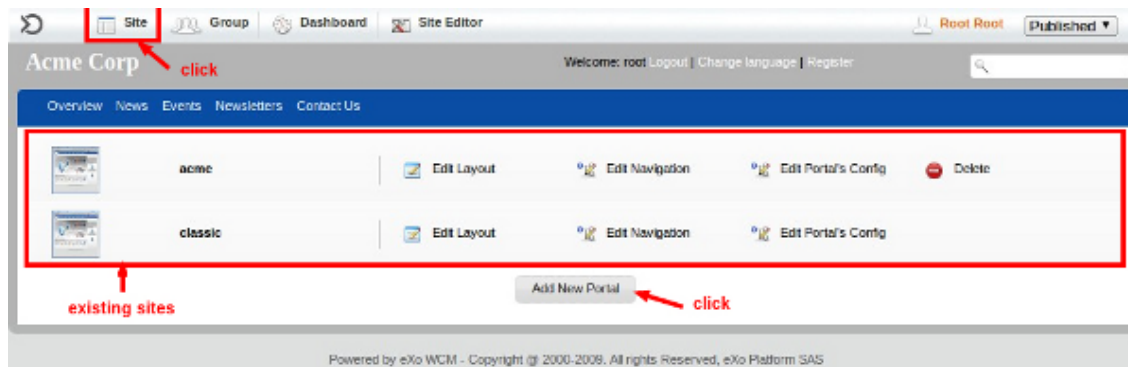 Site Group Dashboard Site Editor Root Root Published
Acme Corp click Welcome: root Logout | Change language | Register
Overview News Events Newsletters Contact Us
acme Edit Layout Edit Navigation Edit Portal's Config Delete
classic Edit Layout Edit Navigation Edit Portal's Config
existing sites Add New Portal click
Powered by eXo WCM - Copyright @ 2000-2009. All rights Reserved, eXo Platform SAS